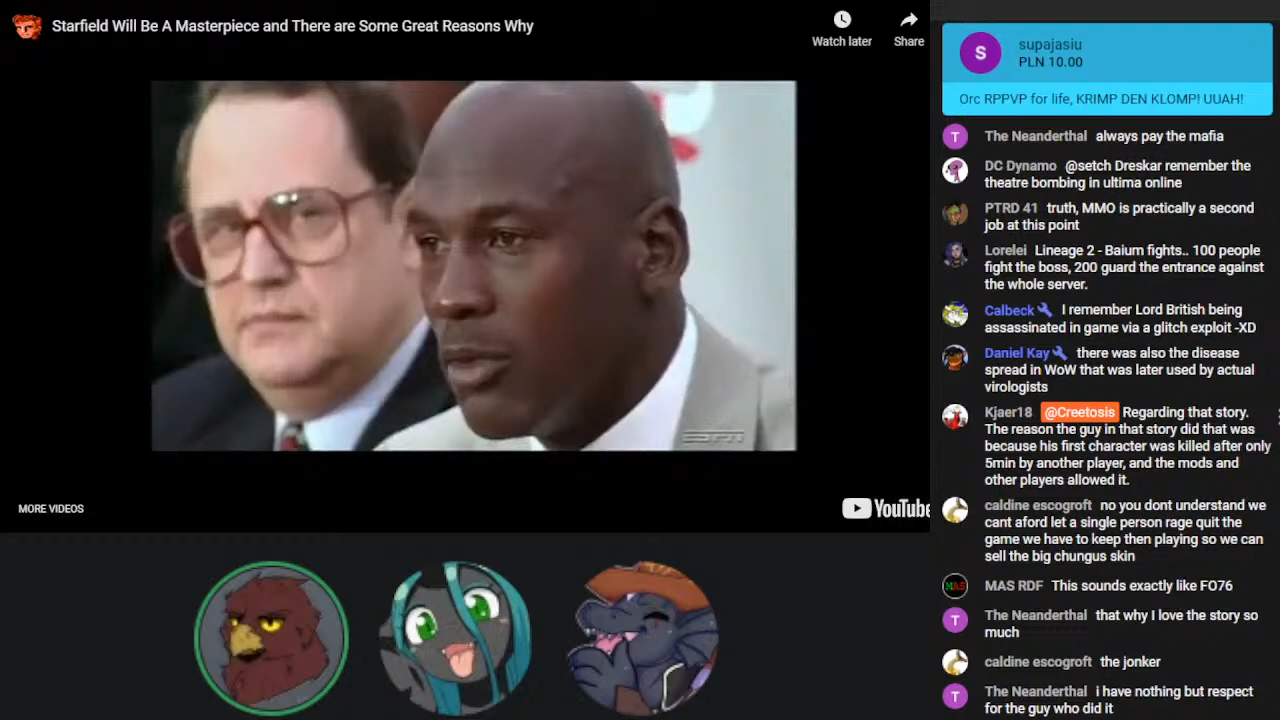 Starfield Will Be A Masterpiece and There are Some Great Reasons Why
Watch later
Share
ESPN
MORE VIDEOS
YouTube
S
supajasiu
PLN 10.00
Orc RPPVP for life, KRIMP DEN KLOMP! UUAH!
T
The Neanderthal always pay the mafia
DC Dynamo @setch Dreskar remember the
theatre bombing in ultima online
PTRD 41 truth, MMO is practically a second
job at this point
Lorelei Lineage 2 - Baium fights.. 100 people
fight the boss, 200 guard the entrance against
the whole server.
Calbeck I remember Lord British being
assassinated in game via a glitch exploit -XD
Daniel Kay there was also the disease
spread in WoW that was later used by actual
virologists
Kjaer18 @Creetosis Regarding that story.
The reason the guy in that story did that was
because his first character was killed after only
5min by another player, and the mods and
other players allowed it.
caldine escogroft no you dont understand we
cant aford let a single person rage quit the
game we have to keep then playing so we can
sell the big chungus skin
MAS
MAS RDF This sounds exactly like FO76
T
The Neanderthal that why I love the story so
much
caldine escogroft the jonker
T
The Neanderthal i have nothing but respect
for the guy who did it